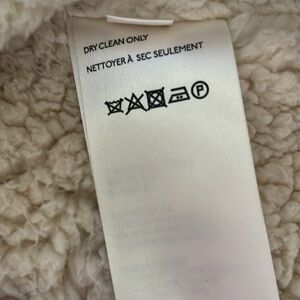 DRY CLEAN ONLY
NETTOYER À SEC SEULEMENT
P